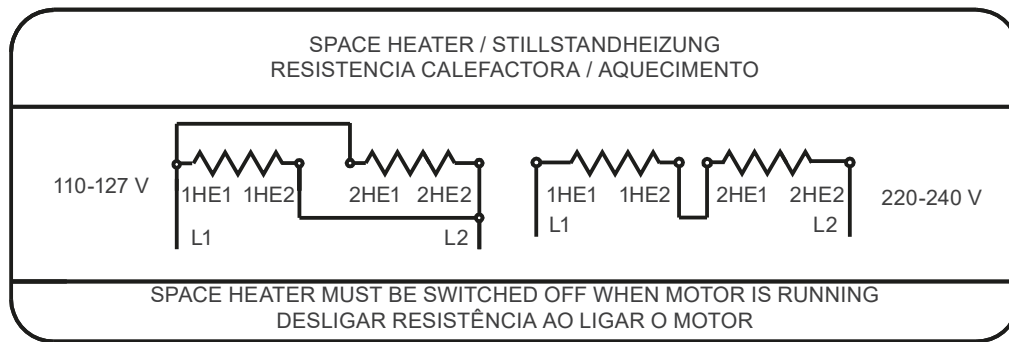 SPACE HEATER / STILLSTANDHEIZUNG
RESISTENCIA CALEFACTORA / AQUECIMENTO
110-127 V
1HE1 1HE2 2HE1 2HE2
L1 L2
1HE1 1HE2 2HE1 2HE2
L1 L2
220-240 V
SPACE HEATER MUST BE SWITCHED OFF WHEN MOTOR IS RUNNING
DESLIGAR RESISTÊNCIA AO LIGAR O MOTOR